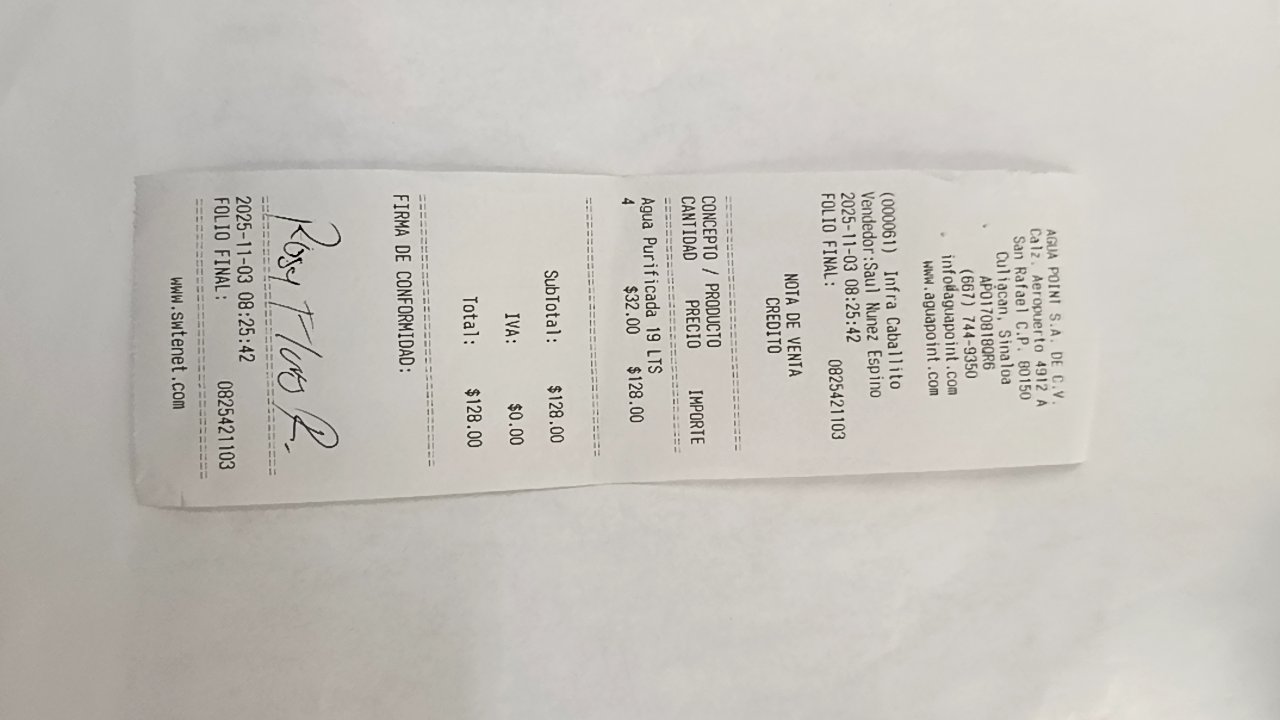 AGUA POINT S.A. DE C.V.
Calz. Aeropuerto 4912 A
San Rafael C.P. 80150
Culiacan, Sinaloa
APO170818QR6
(667) 744-9350
info@aguapoint.com
www.aguapoint.com
(000061) Infra Caballito
Vendedor:Saul Nunez Espino
2025-11-03 08:25:42
FOLIO FINAL: 0825421103
NOTA DE VENTA
CREDITO
CONCEPTO / PRODUCTO
CANTIDAD PRECIO IMPORTE
Agua Purificada 19 LTS
4 $32.00 $128.00
SubTotal: $128.00
IVA: $0.00
Total: $128.00
FIRMA DE CONFORMIDAD:
Rosy Flores R.
2025-11-03 08:25:42
FOLIO FINAL: 0825421103
www.swtenet.com